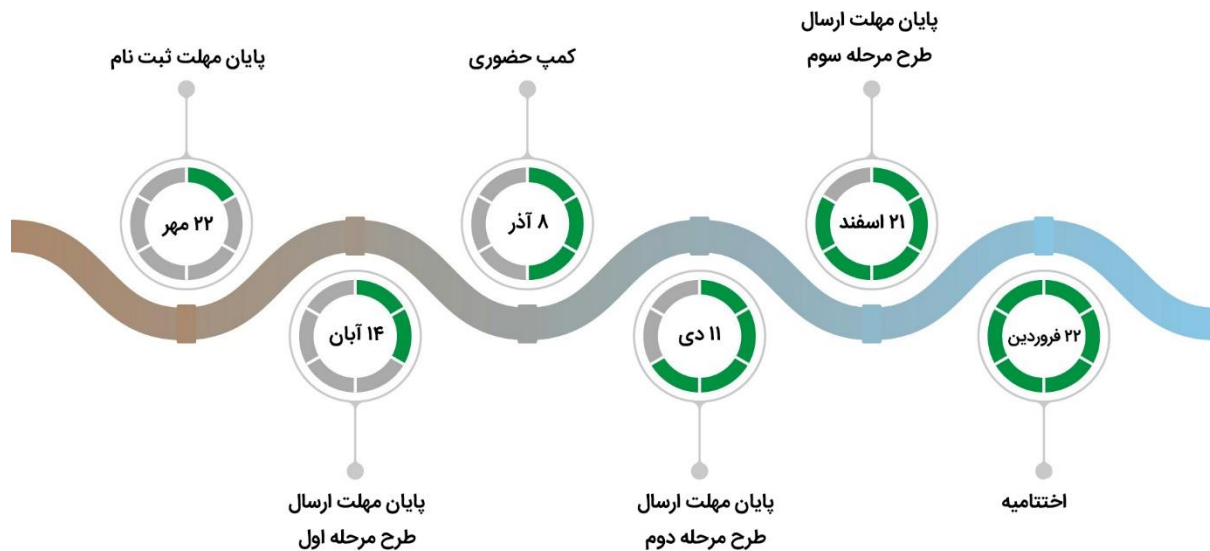 پایان مهلت ثبت نام
۲۲ مهر
۱۴ آبان
پایان مهلت ارسال
طرح مرحله اول
کمپ حضوری
۸ آذر
۱۱ دی
پایان مهلت ارسال
طرح مرحله دوم
پایان مهلت ارسال
طرح مرحله سوم
۲۱ اسفند
۲۲ فروردین
اختتامیه